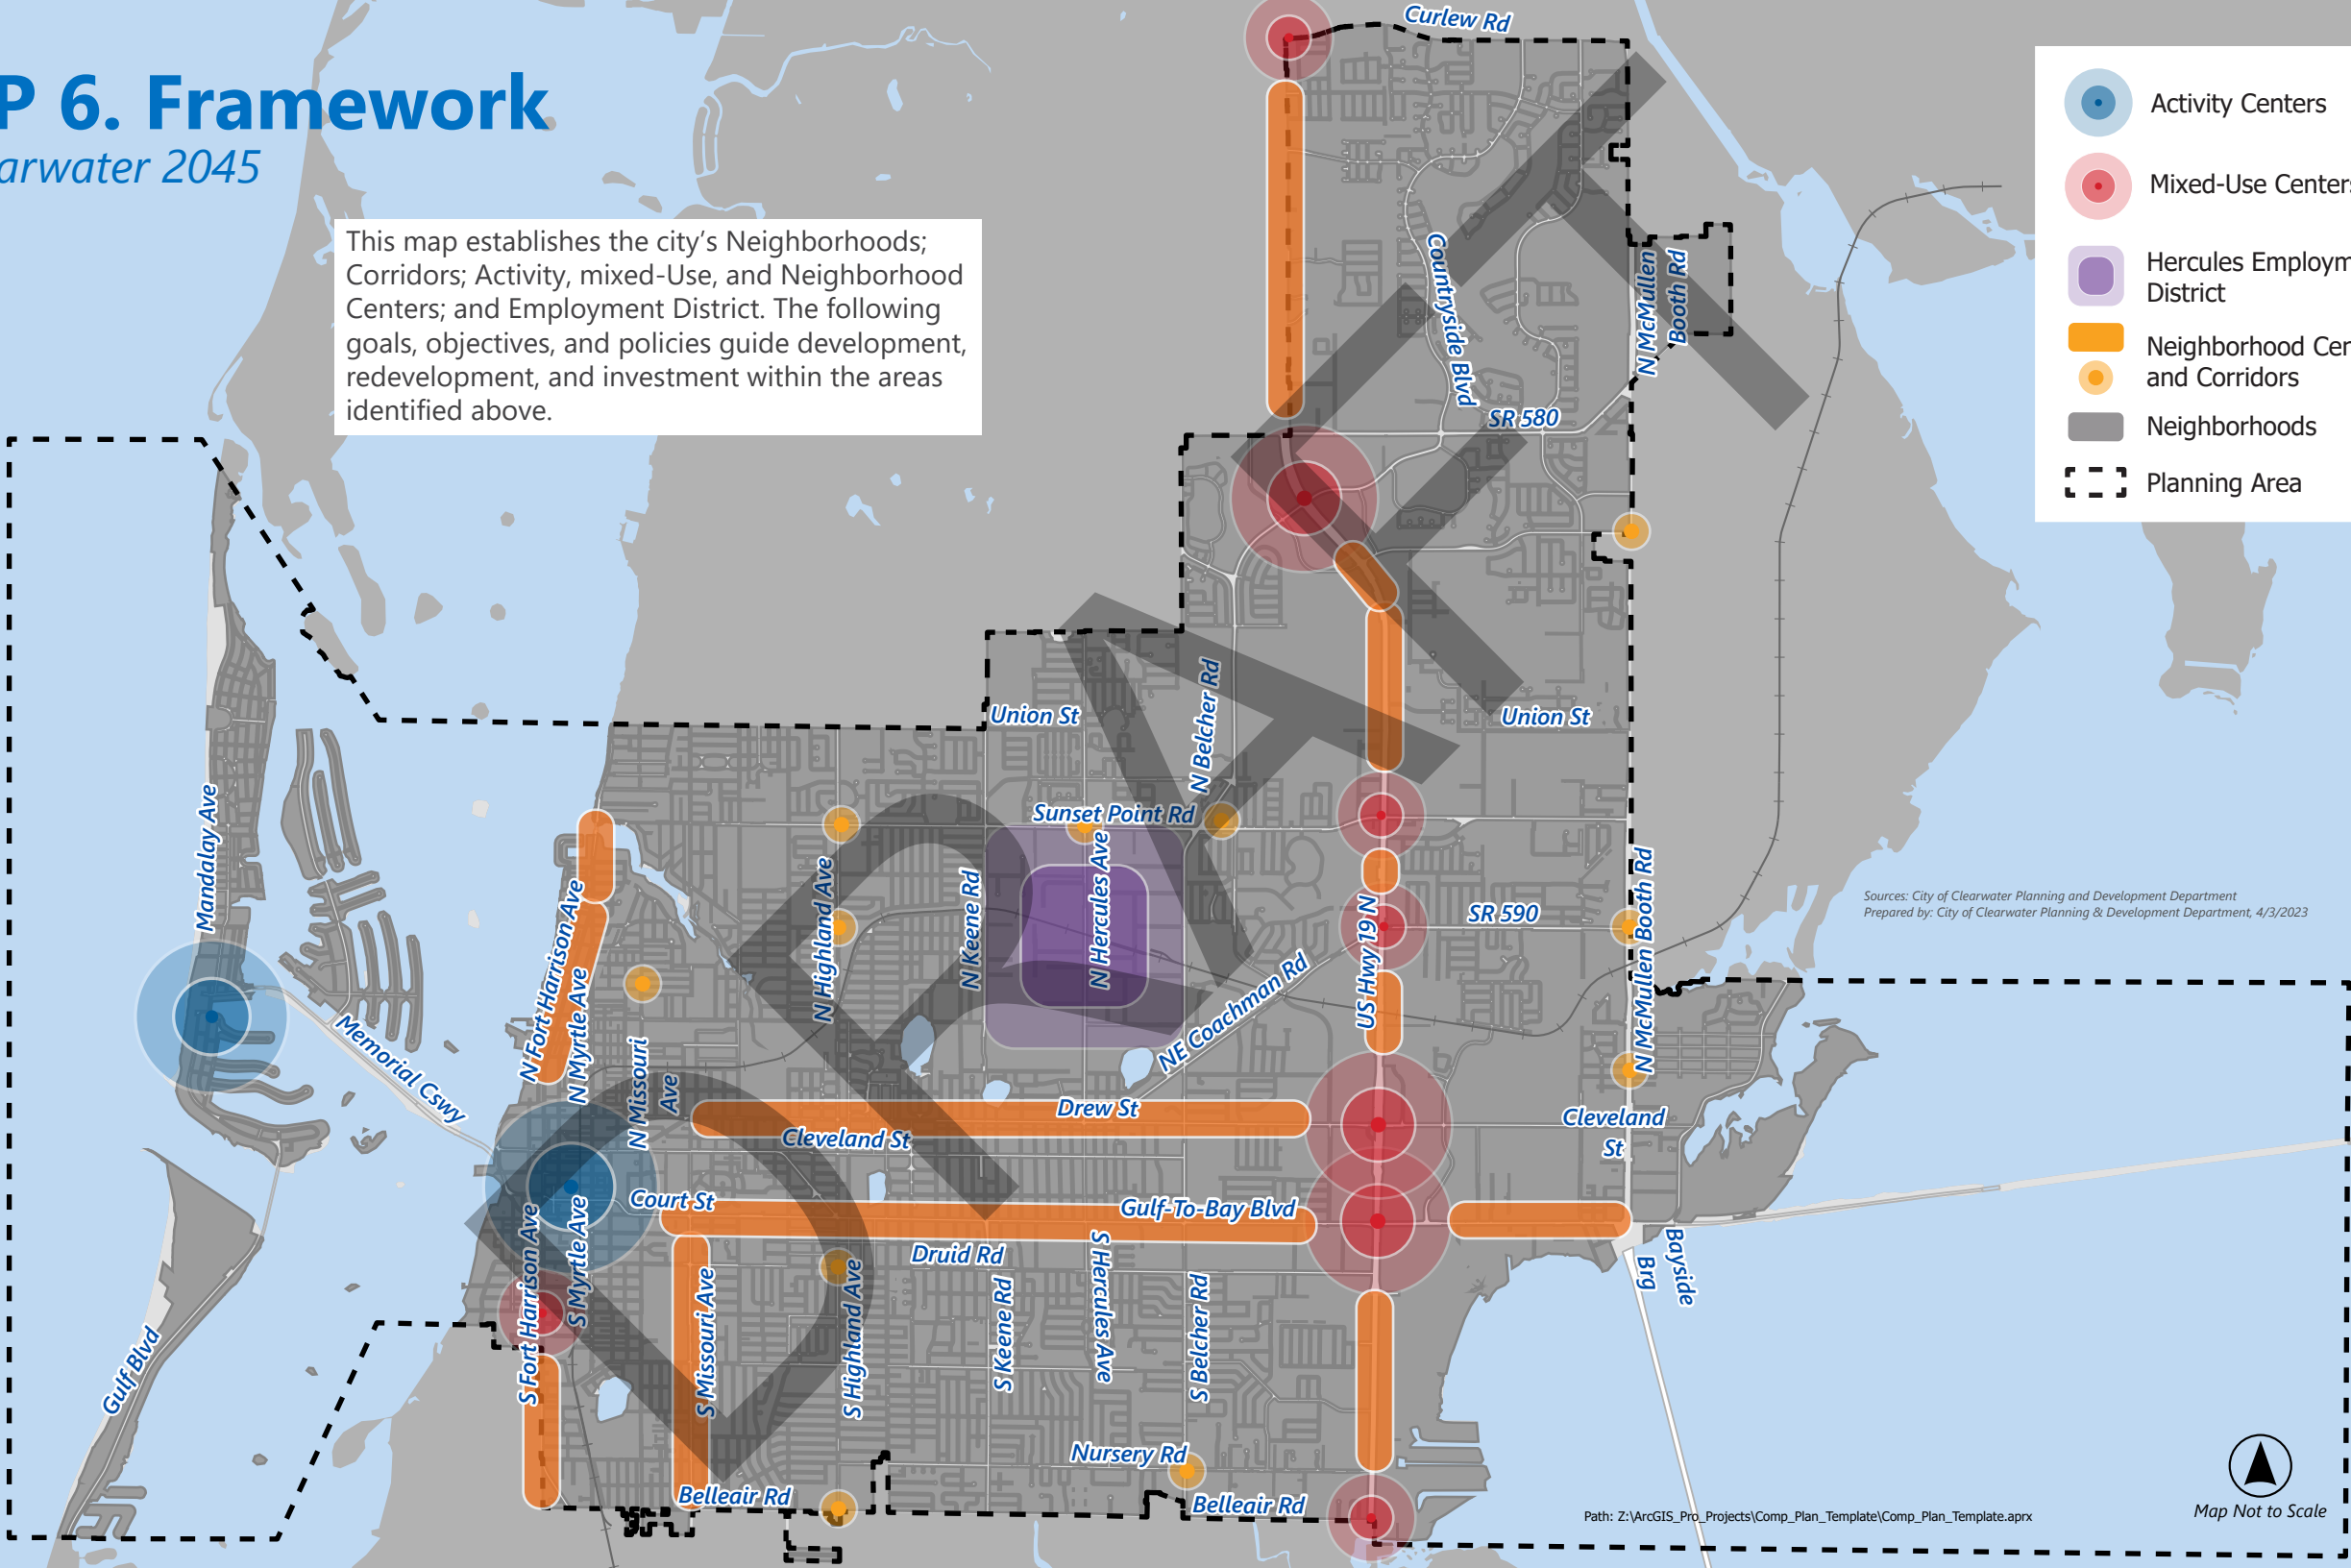 P 6. Framework
arwater 2045
This map establishes the city's Neighborhoods;
Corridors; Activity, mixed-Use, and Neighborhood
Centers; and Employment District. The following
goals, objectives, and policies guide development,
redevelopment, and investment within the areas
identified above.
Activity Centers
Mixed-Use Centers
Hercules Employm
District
Neighborhood Cen
and Corridors
Neighborhoods
Planning Area
Curlew Rd
Countryside Blvd
N McMullen
Booth Rd
SR 580
N Belcher Rd
Union St
Union St
Mandalay Ave
Sunset Point Rd
N Fort Harrison Ave
N Myrtle Ave
N Highland Ave
N Keene Rd
N Hercules Ave
US Hwy 19 N
SR 590
N McMullen Booth Rd
Sources: City of Clearwater Planning and Development Department
Prepared by: City of Clearwater Planning & Development Department, 4/3/2023
NE Coachman Rd
Memorial Cswy
N Missouri
Ave
Drew St
Cleveland St
Cleveland
St
Court St
Gulf-To-Bay Blvd
Druid Rd
S Fort Harrison Ave
S Myrtle Ave
S Missouri Ave
S Highland Ave
S Keene Rd
S Hercules Ave
S Belcher Rd
Bayside
Brg
Gulf Blvd
Nursery Rd
Belleair Rd
Belleair Rd
Path: Z:\ArcGIS_Pro_Projects\Comp_Plan_Template\Comp_Plan_Template.aprx
Map Not to Scale
DRAFT